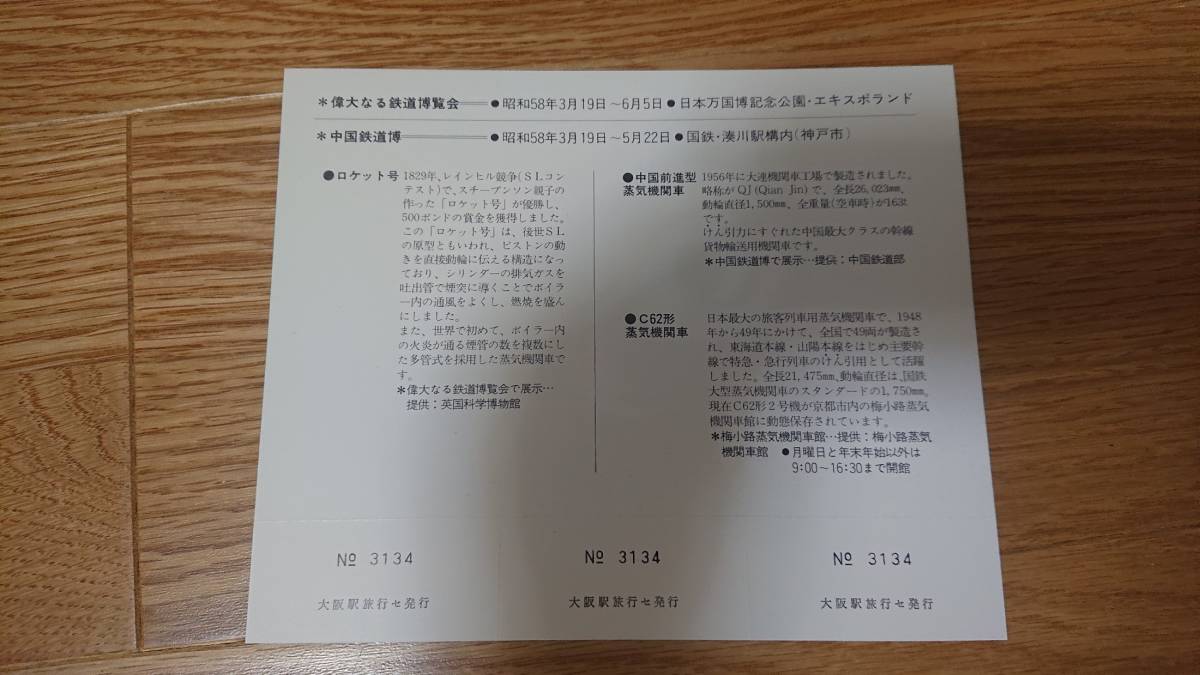 ＊偉大なる鉄道博覧会━━━●昭和58年3月19日～6月5日●日本万国博記念公園・エキスポランド
＊中国鉄道博━━━━━━━●昭和58年3月19日～5月22日●国鉄・湊川駅構内(神戸市)
●ロケット号 1829年、レインヒル競争(ＳＬコン
テスト)で、スチーブンソン親子の
作った「ロケット号」が優勝し、
500ポンドの賞金を獲得しました。
この「ロケット号」は、後世ＳＬ
の原型ともいわれ、ピストンの動
きを直接動輪に伝える構造になっ
ており、シリンダーの排気ガスを
吐出管で煙突に導くことでボイラ
ー内の通風をよくし、燃焼を盛ん
にしました。
また、世界で初めて、ボイラー内
の火炎が通る煙管の数を複数にし
た多管式を採用した蒸気機関車で
す。
＊偉大なる鉄道博覧会で展示…
提供：英国科学博物館
●中国前進型
蒸気機関車
1956年に大連機関車工場で製造されました。
略称がＱＪ(Qian Jin)で、全長26,023㎜、
動輪直径1,500㎜、全重量(空車時)が163t
です。
けん引力にすぐれた中国最大クラスの幹線
貨物輸送用機関車です。
＊中国鉄道博で展示…提供：中国鉄道部
●Ｃ62形
蒸気機関車
日本最大の旅客列車用蒸気機関車で、1948
年から49年にかけて、全国で49両が製造さ
れ、東海道本線・山陽本線をはじめ主要幹
線で特急・急行列車のけん引用として活躍
しました。全長21,475㎜、動輪直径は、国鉄
大型蒸気機関車のスタンダードの1,750㎜。
現在Ｃ62形２号機が京都市内の梅小路蒸気
機関車館に動態保存されています。
＊梅小路蒸気機関車館…提供：梅小路蒸気
機関車館 ●月曜日と年末年始以外は
9:00～16:30まで開館
№ 3134
№ 3134
№ 3134
大阪駅旅行セ発行
大阪駅旅行セ発行
大阪駅旅行セ発行